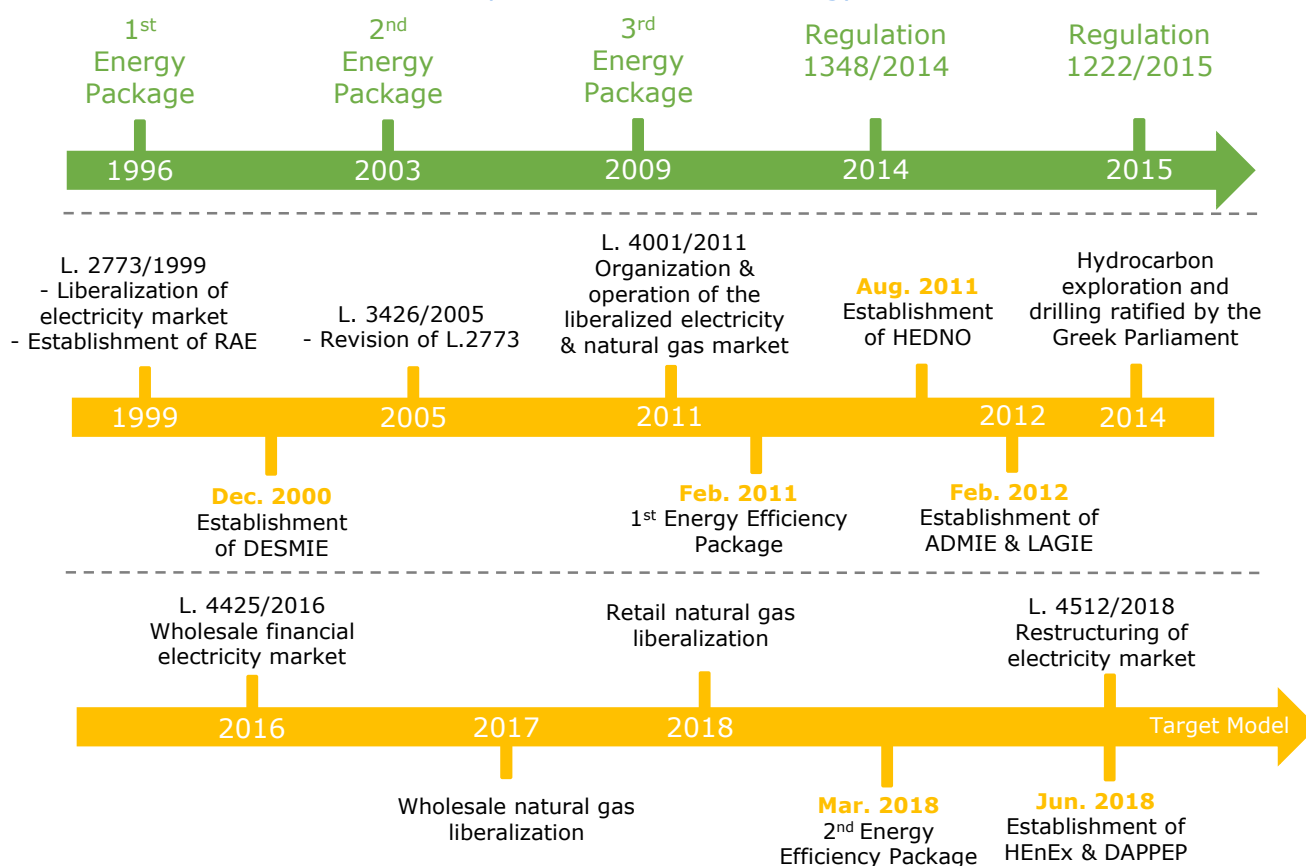 1st
Energy
Package
2nd
Energy
Package
3rd
Energy
Package
Regulation
1348/2014
Regulation
1222/2015
1996
2003
2009
2014
2015
L. 2773/1999
- Liberalization of
electricity market
- Establishment of RAE
L. 3426/2005
- Revision of L.2773
L. 4001/2011
Organization &
operation of the
liberalized electricity
& natural gas market
Aug. 2011
Establishment
of HEDNO
Hydrocarbon
exploration and
drilling ratified by the
Greek Parliament
1999
2005
2011
2012
2014
Dec. 2000
Establishment
of DESMIE
Feb. 2011
1st Energy Efficiency
Package
Feb. 2012
Establishment of
ADMIE & LAGIE
L. 4425/2016
Wholesale financial
electricity market
Retail natural gas
liberalization
L. 4512/2018
Restructuring of
electricity market
2016
2017
2018
Target Model
Wholesale natural gas
liberalization
Mar. 2018
2nd Energy
Efficiency Package
Jun. 2018
Establishment of
HEnEx & DAPPEP